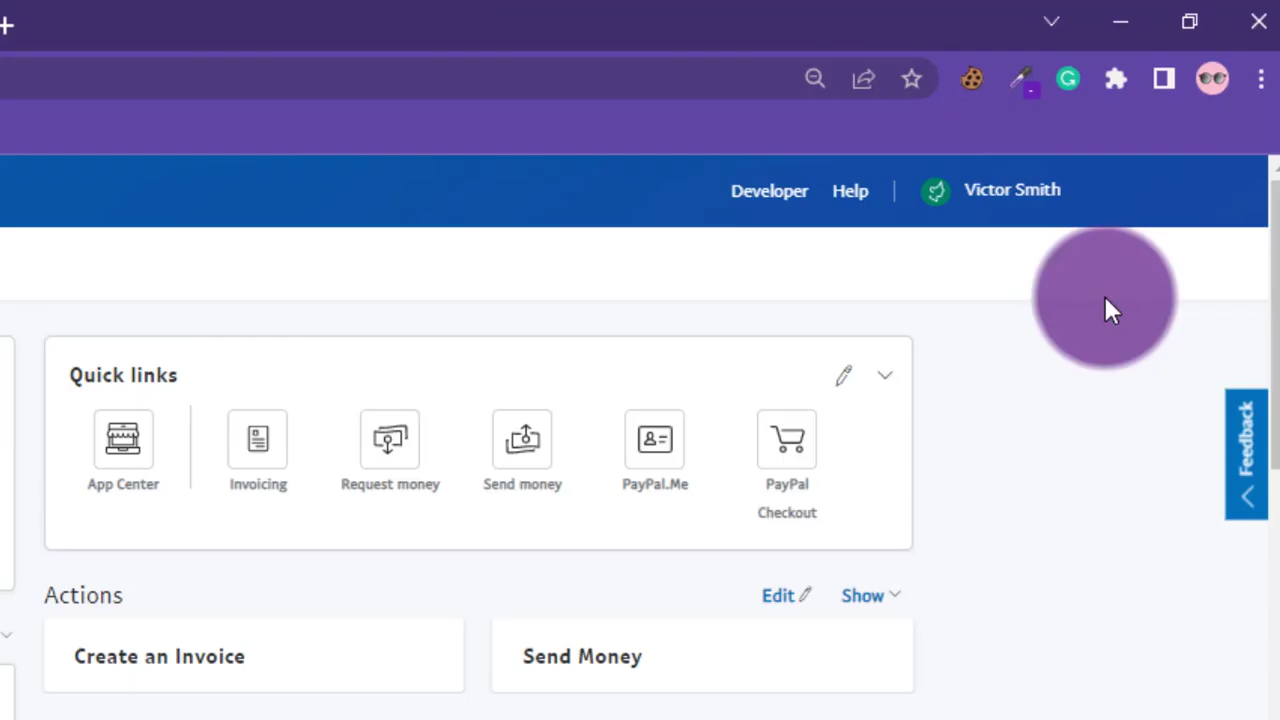 Developer Help Victor Smith
Quick links
App Center Invoicing Request money Send money PayPal.Me PayPal
Checkout
Feedback
Actions Edit Show
Create an Invoice Send Money